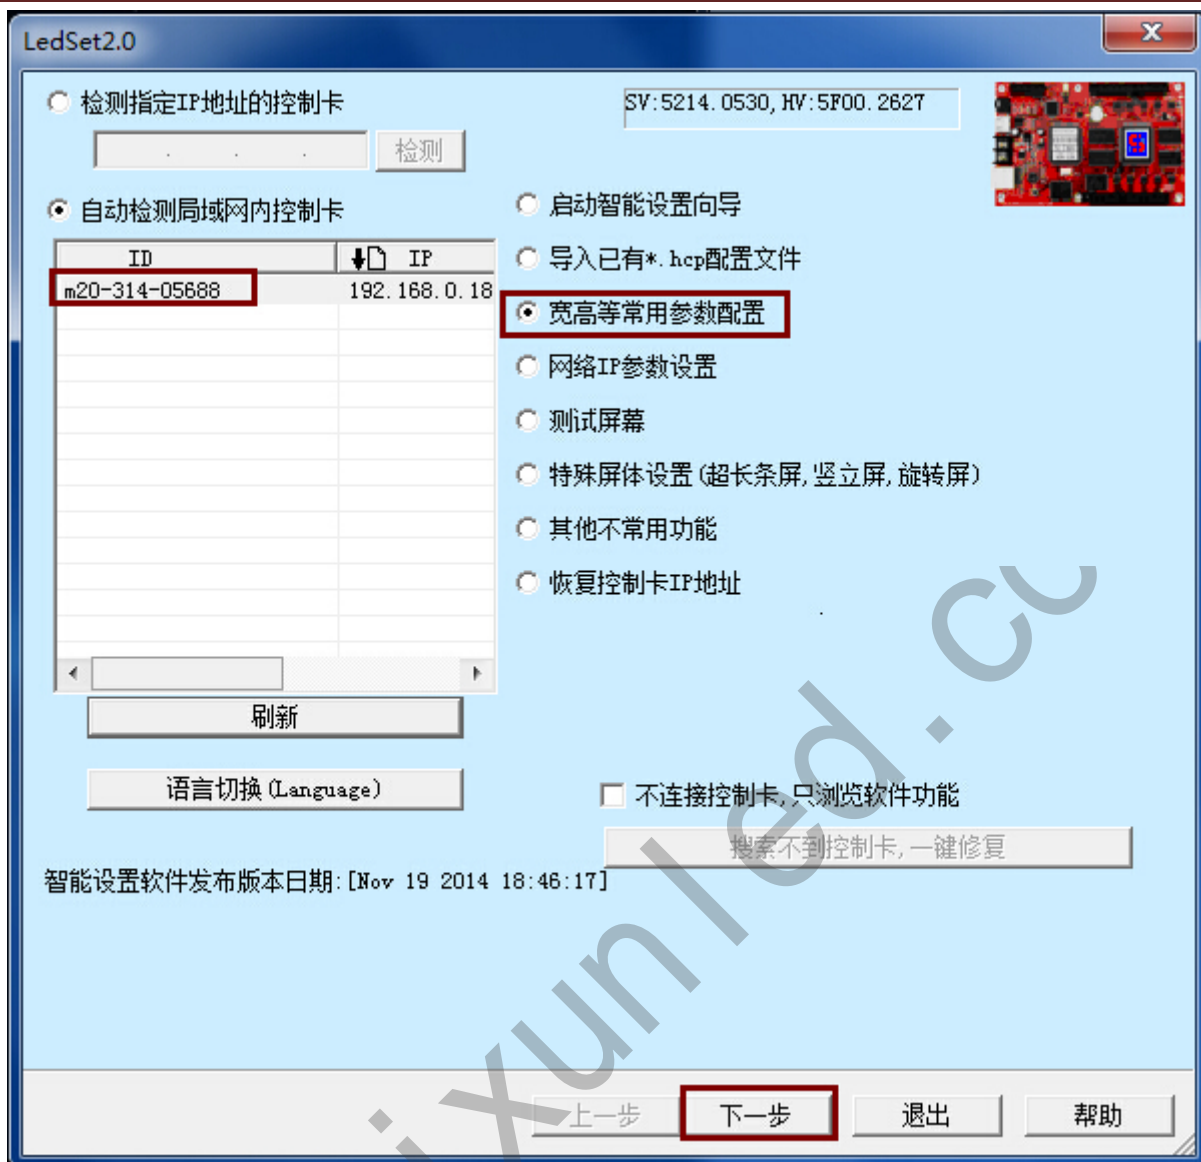 LedSet2.0
检测指定IP地址的控制卡
SV:5214.0530,HV:5F00.2627
检测
自动检测局域网内控制卡
ID IP
m20-314-05688 192.168.0.18
启动智能设置向导
导入已有*.hcp配置文件
宽高等常用参数配置
网络IP参数设置
测试屏幕
特殊屏体设置(超长条屏,竖立屏,旋转屏)
其他不常用功能
恢复控制卡IP地址
刷新
语言切换(Language)
不连接控制卡,只浏览软件功能
搜索不到控制卡,一键修复
智能设置软件发布版本日期:[Nov 19 2014 18:46:17]
上一步 下一步 退出 帮助
ixunled.co